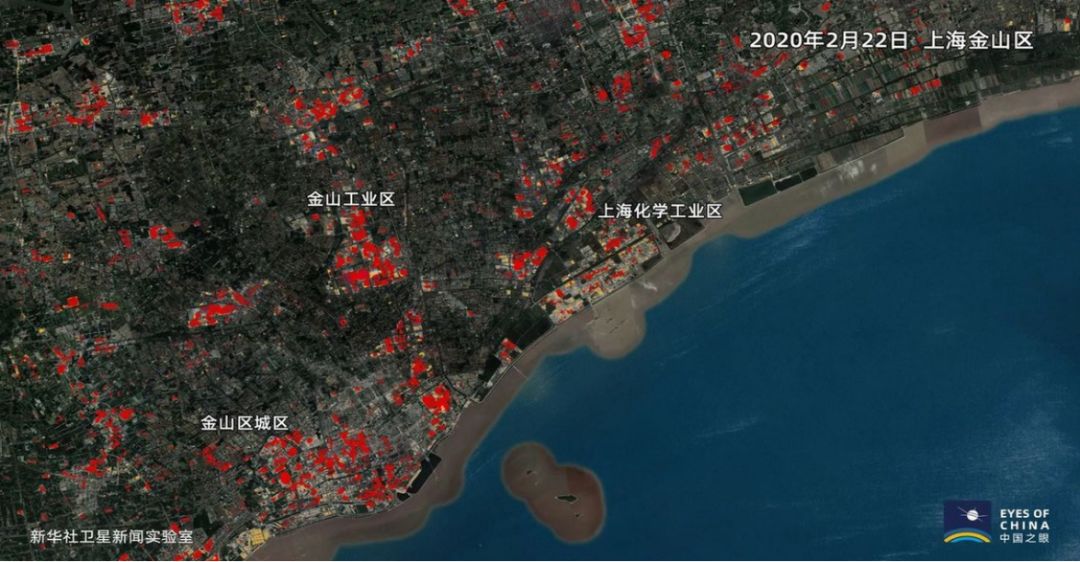 2020年2月22日 上海金山区
金山工业区
上海化学工业区
金山区城区
新华社卫星新闻实验室
EYES OF
CHINA
中国之眼